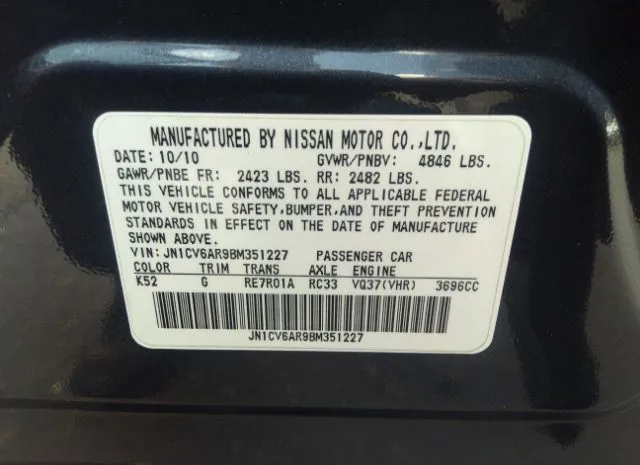 MANUFACTURED BY NISSAN MOTOR CO.,LTD.
DATE: 10/10 GVWR/PNBV: 4846 LBS.
GAWR/PNBE FR: 2423 LBS. RR: 2482 LBS.
THIS VEHICLE CONFORMS TO ALL APPLICABLE FEDERAL
MOTOR VEHICLE SAFETY,BUMPER,AND THEFT PREVENTION
STANDARDS IN EFFECT ON THE DATE OF MANUFACTURE
SHOWN ABOVE.
VIN: JN1CV6AR9BM351227 PASSENGER CAR
COLOR TRIM TRANS AXLE ENGINE
K52 G RE7R01A RC33 VQ37(VHR) 3696CC
JN1CV6AR9BM351227